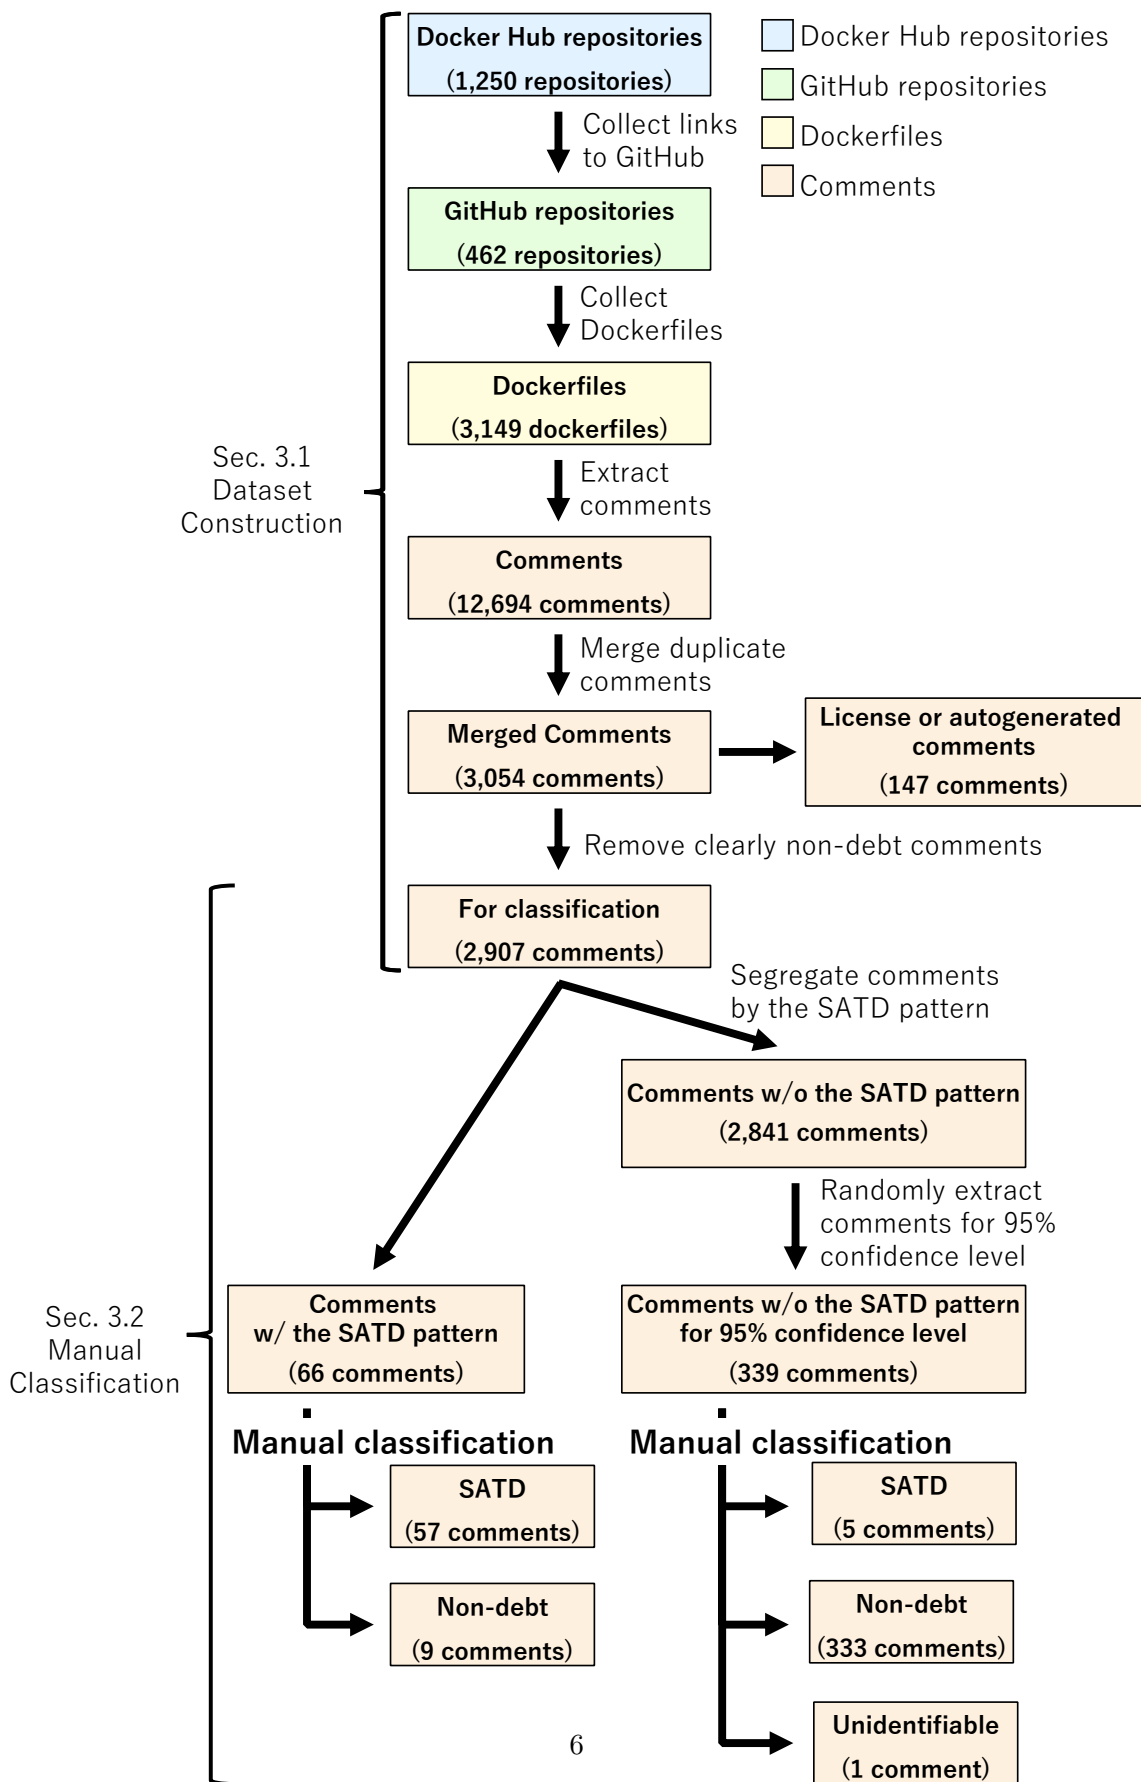 Docker Hub repositories
(1,250 repositories)
Docker Hub repositories
GitHub repositories
Dockerfiles
Comments
Collect links
to GitHub
GitHub repositories
(462 repositories)
Collect
Dockerfiles
Dockerfiles
(3,149 dockerfiles)
Sec. 3.1
Dataset
Construction
Extract
comments
Comments
(12,694 comments)
Merge duplicate
comments
Merged Comments
(3,054 comments)
License or autogenerated
comments
(147 comments)
Remove clearly non-debt comments
For classification
(2,907 comments)
Segregate comments
by the SATD pattern
Comments w/o the SATD pattern
(2,841 comments)
Randomly extract
comments for 95%
confidence level
Sec. 3.2
Manual
Classification
Comments
w/ the SATD pattern
(66 comments)
Comments w/o the SATD pattern
for 95% confidence level
(339 comments)
Manual classification
SATD
(57 comments)
Non-debt
(9 comments)
Manual classification
SATD
(5 comments)
Non-debt
(333 comments)
Unidentifiable
(1 comment)
6